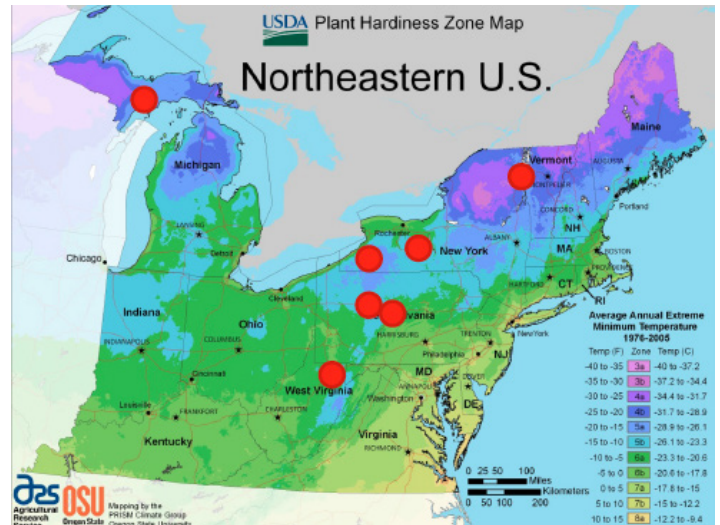 USDA Plant Hardiness Zone Map
Northeastern U.S.
Maine
Michigan
Vermont
AUGUSTA
MONTPELIER
Portland
Rochester
CONCORD
NH
LANSING
New York
ALBANY
MA
BOSTON
Detroit
Chicago
HARTFORD
PROVIDENCE
CT
RI
Cleveland
Indiana
Ohio
vania
New York
HARRISBURG
TRENTON
INDIANAPOLIS
COLUMBUS
Philadelphia
NJ
Cincinnati
MD
DOVER
West Virginia
ANNAPOLIS
DE
Washington
Louisville
FRANKFORT
CHARLESTON
Virginia
Kentucky
RICHMOND
Average Annual Extreme
Minimum Temperature
1976-2005
Temp (F) Zone Temp (C)
-40 to -35 3a -40 to -37.2
-35 to -30 3b -37.2 to -34.4
-30 to -25 4a -34.4 to -31.7
-25 to -20 4b -31.7 to -28.9
-20 to -15 5a -28.9 to -26.1
-15 to -10 5b -26.1 to -23.3
-10 to -5 6a -23.3 to -20.6
-5 to 0 6b -20.6 to -17.8
0 to 5 7a -17.8 to -15
5 to 10 7b -15 to -12.2
10 to 15 8a -12.2 to -9.4
0 50 100
Miles
Kilometers
0 100 200
ars OSU
Agricultural
Research
Oregon State
Mapping by the
PRISM Climate Group